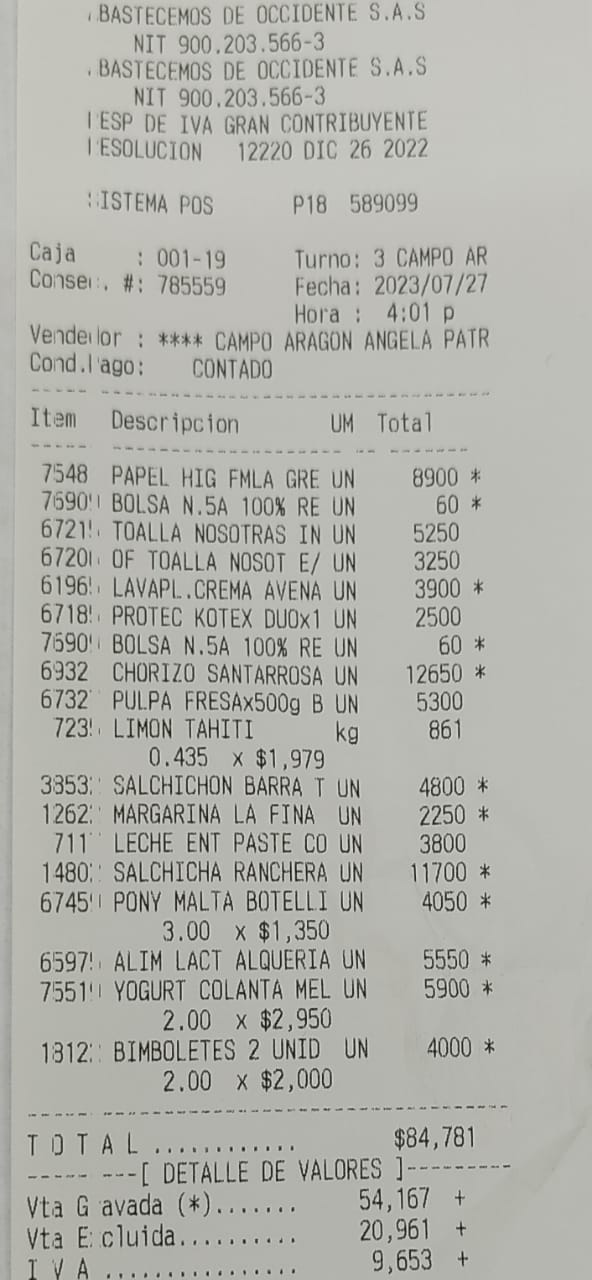 BASTECEMOS DE OCCIDENTE S.A.S
NIT 900.203.566-3
BASTECEMOS DE OCCIDENTE S.A.S
NIT 900.203.566-3
ESP DE IVA GRAN CONTRIBUYENTE
ESOLUCION 12220 DIC 26 2022
ISTEMA POS P18 589099
Caja : 001-19 Turno: 3 CAMPO AR
Consec. #: 785559 Fecha: 2023/07/27
Hora : 4:01 p
Vendedor : **** CAMPO ARAGON ANGELA PATR
Cond.Pago: CONTADO
Item Descripcion UM Total
7548 PAPEL HIG FMLA GRE UN 8900 *
7690 BOLSA N.5A 100% RE UN 60 *
6721 TOALLA NOSOTRAS IN UN 5250
6720 OF TOALLA NOSOT E/ UN 3250
6196 LAVAPL.CREMA AVENA UN 3900 *
6718 PROTEC KOTEX DUOx1 UN 2500
7690 BOLSA N.5A 100% RE UN 60 *
6932 CHORIZO SANTARROSA UN 12650 *
6732 PULPA FRESAx500g B UN 5300
723 LIMON TAHITI kg 861
0.435 x $1,979
3853 SALCHICHON BARRA T UN 4800 *
1262 MARGARINA LA FINA UN 2250 *
711 LECHE ENT PASTE CO UN 3800
1480 SALCHICHA RANCHERA UN 11700 *
6745 PONY MALTA BOTELLI UN 4050 *
3.00 x $1,350
6597 ALIM LACT ALQUERIA UN 5550 *
7551 YOGURT COLANTA MEL UN 5900 *
2.00 x $2,950
1812 BIMBOLETES 2 UNID UN 4000 *
2.00 x $2,000
T O T A L ............ $84,781
----- ---[ DETALLE DE VALORES ]---------
Vta G avada (*)....... 54,167 +
Vta E cluida.......... 20,961 +
I V A ................ 9,653 +